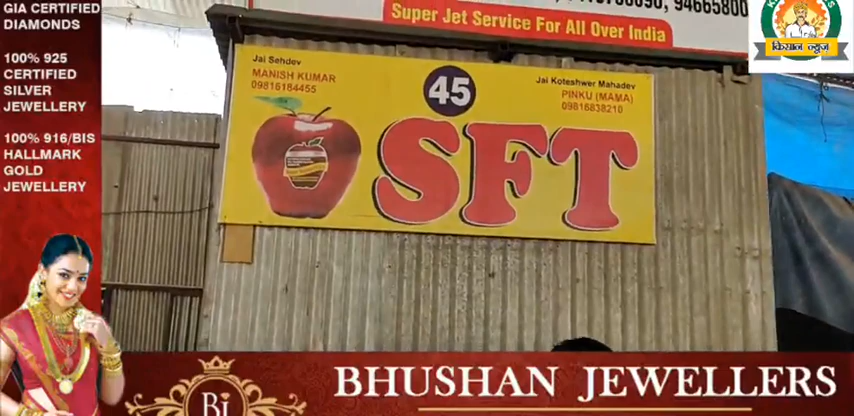 GIA CERTIFIED
DIAMONDS
100% 925
CERTIFIED
SILVER
JEWELLERY
100% 916/BIS
HALLMARK
GOLD
JEWELLERY
Super Jet Service For All Over India
किसान न्यूज़
Jai Sehdev
MANISH KUMAR
09816184455
45
Jai Koteshwer Mahadev
PINKU (MAMA)
09816838210
SFT
BJ
BHUSHAN JEWELLERS